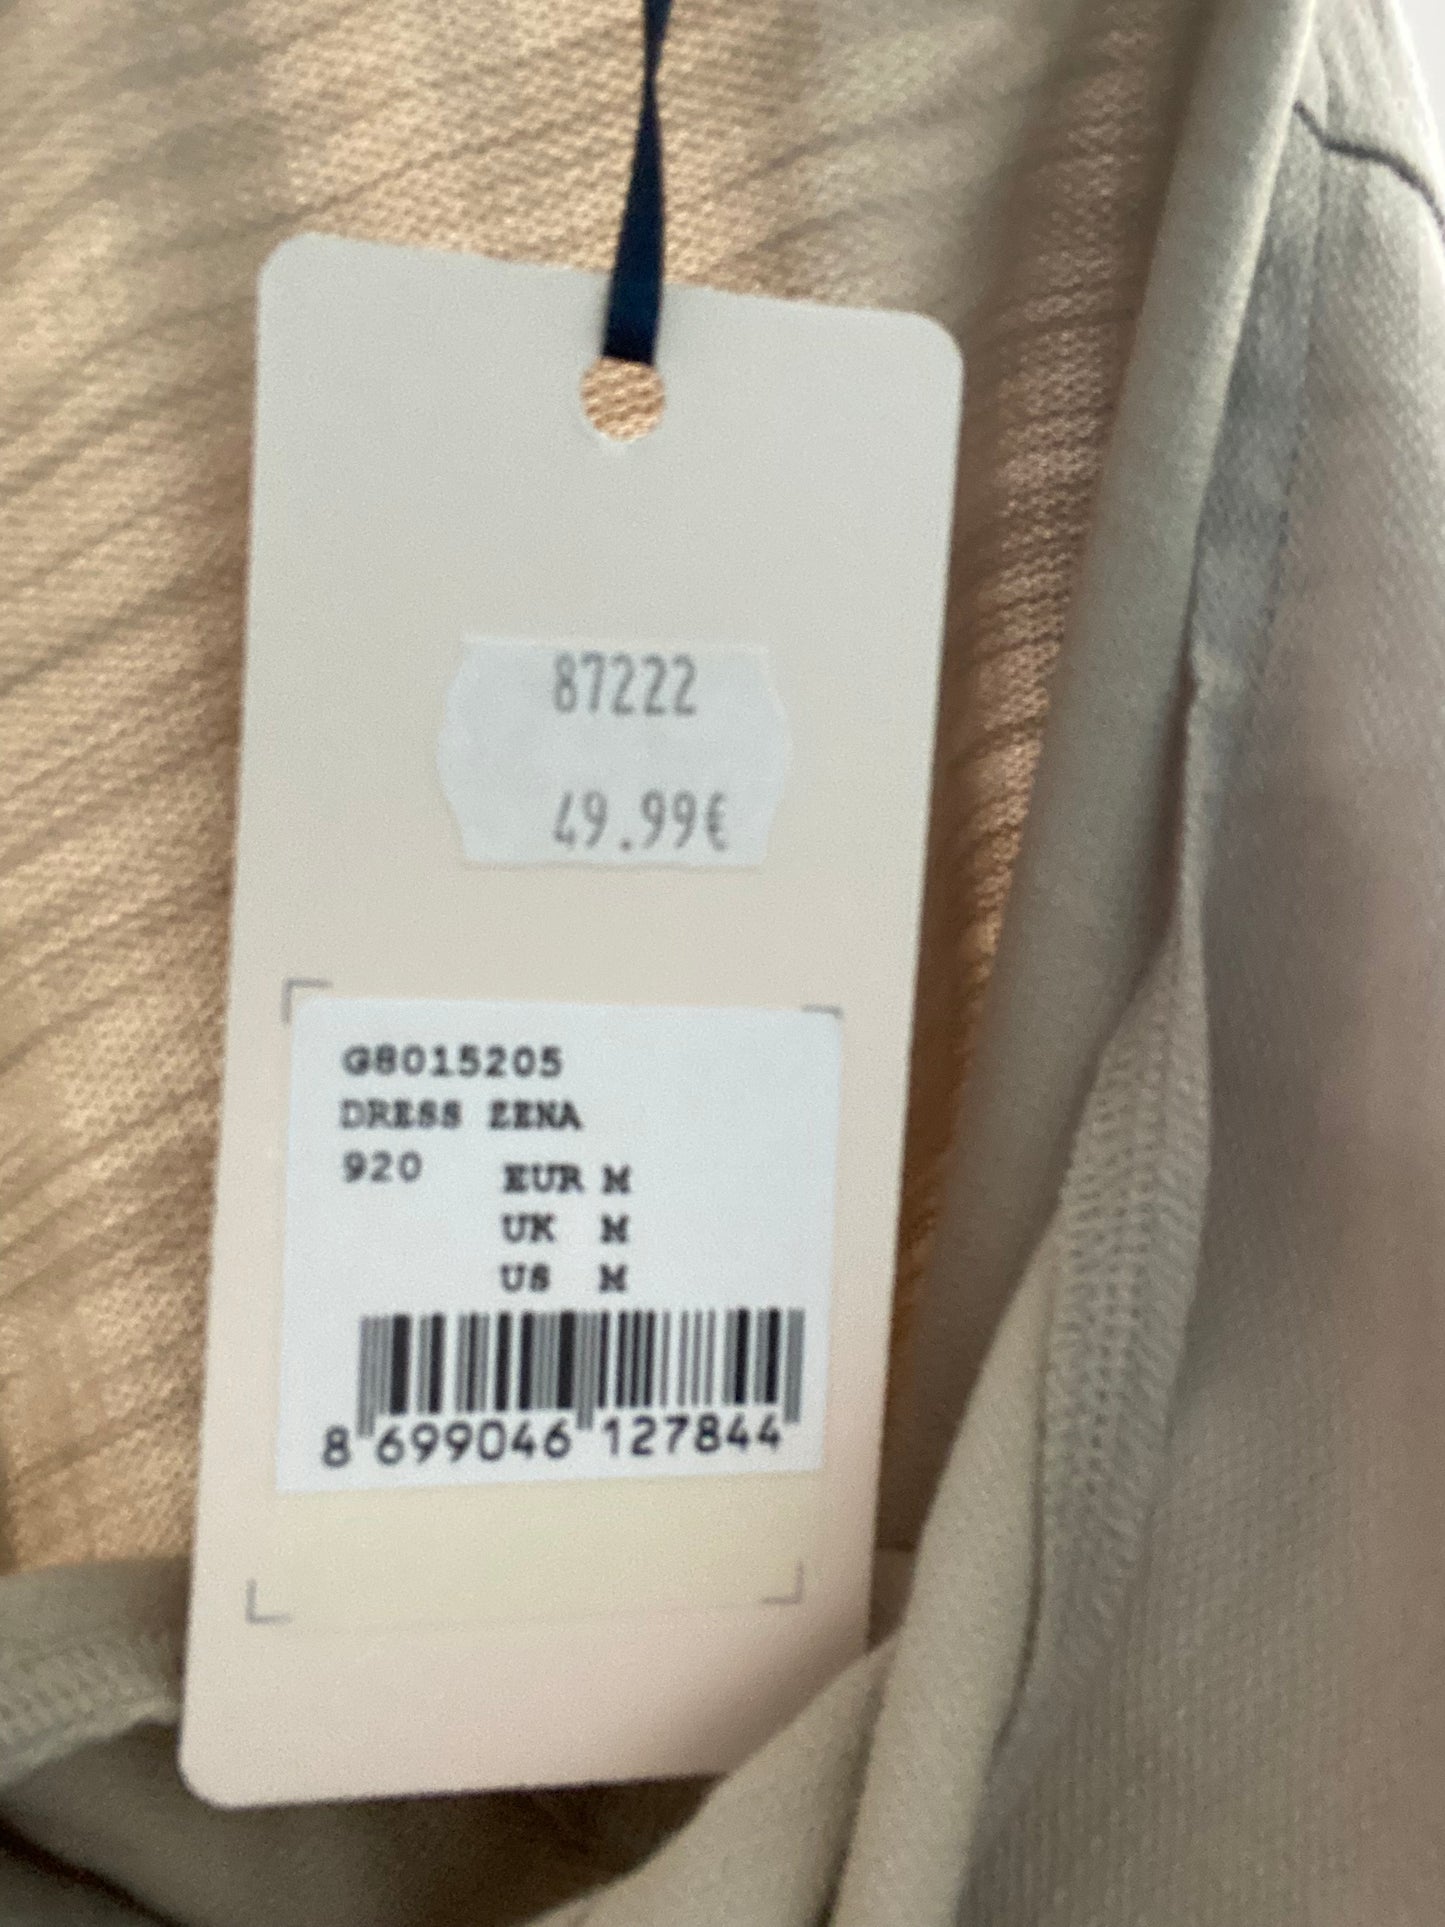 87222
49.99€
G8015205
DRESS ZENA
920 EUR M
UK M
US M
8 699046 127844